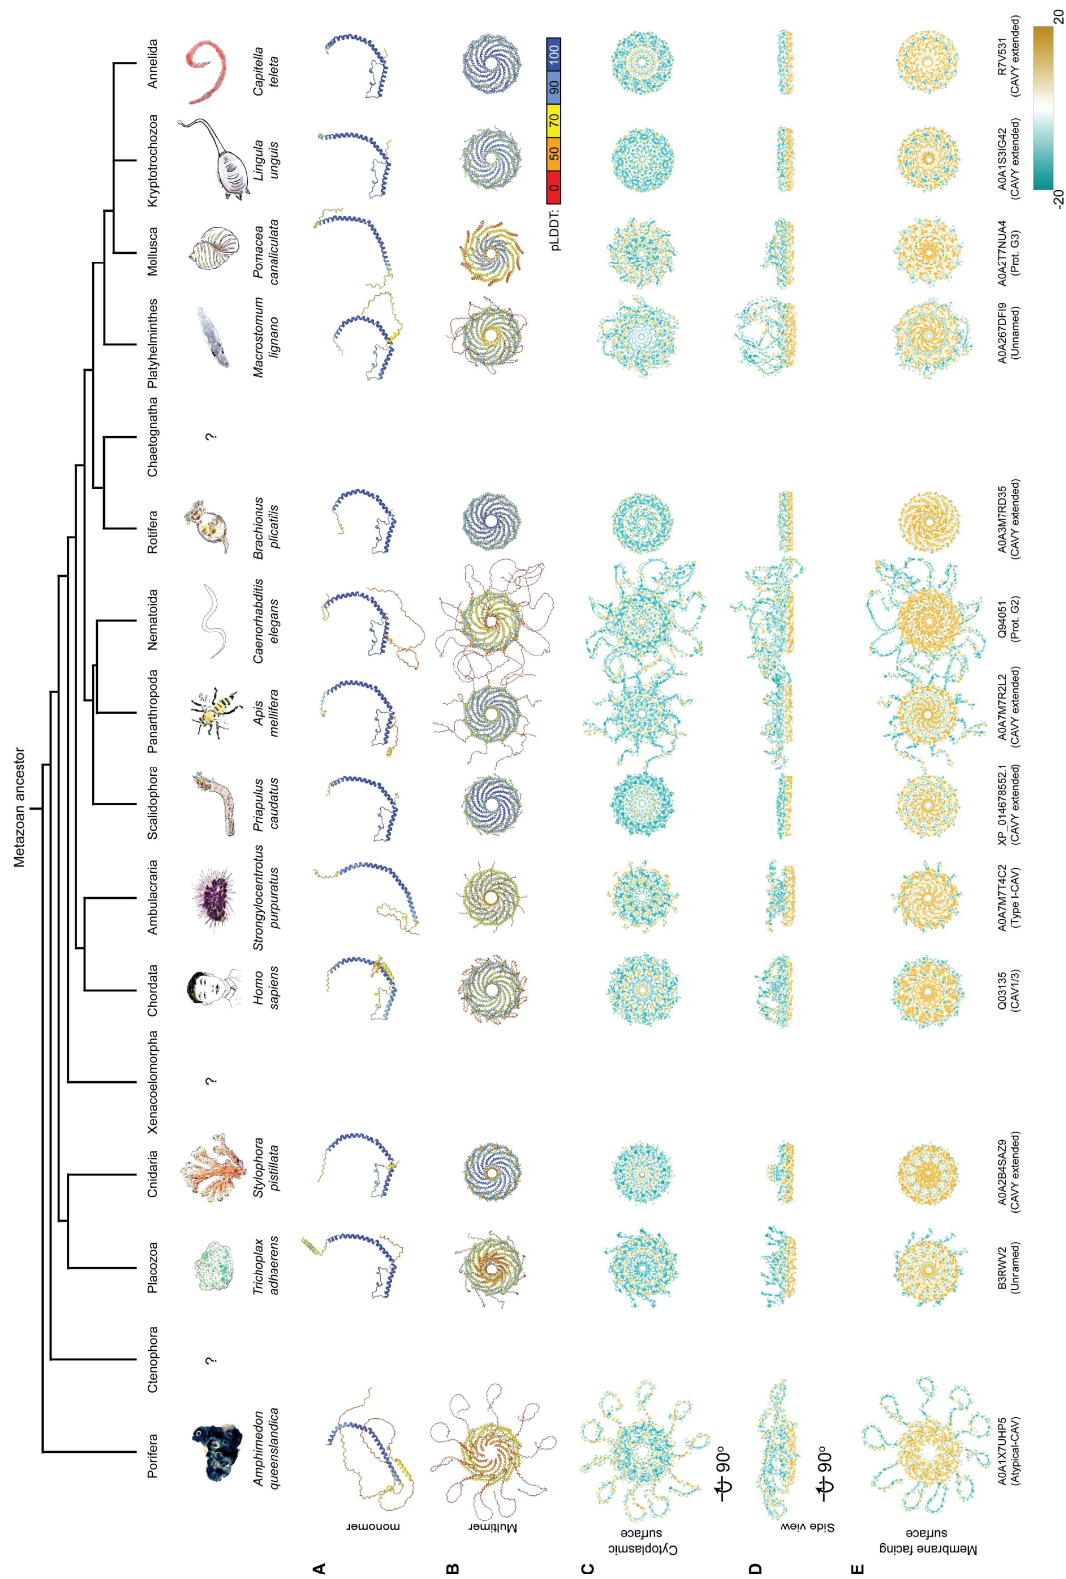 Metazoan ancestor
Porifera
Ctenophora
Placozoa
Cnidaria
Xenacoelomorpha
Chordata
Ambulacraria
Scalidophora
Panarthropoda
Nematoida
Rotifera
Chaetognatha
Platyhelminthes
Mollusca
Kryptotrochozoa
Annelida
Amphimedon
queenslandica
?
Trichoplax
adhaerens
Stylophora
pistillata
?
Homo
sapiens
Strongylocentrotus
purpuratus
Priapulus
caudatus
Apis
mellifera
Caenorhabditis
elegans
Brachionus
plicatilis
?
Macrostomum
lignano
Pomacea
canaliculata
Lingula
unguis
Capitella
teleta
A
monomer
B
Multimer
pLDDT: 0 50 70 90 100
C
Cytoplasmic
surface
90°
D
Side view
90°
E
Membrane facing
surface
A0A1X7UHP5
(Atypical-CAV)
B3RWV2
(Unnamed)
A0A2B4SAZ9
(CAVY extended)
Q03135
(CAV1/3)
A0A7M7T4C2
(Type I-CAV)
XP_014678552.1
(CAVY extended)
A0A7M7R2L2
(CAVY extended)
Q94051
(Prot. G2)
A0A3M7RD35
(CAVY extended)
A0A267DFI9
(Unnamed)
A0A2T7NUA4
(Prot. G3)
A0A1S3IG42
(CAVY extended)
R7V531
(CAVY extended)
-20
20